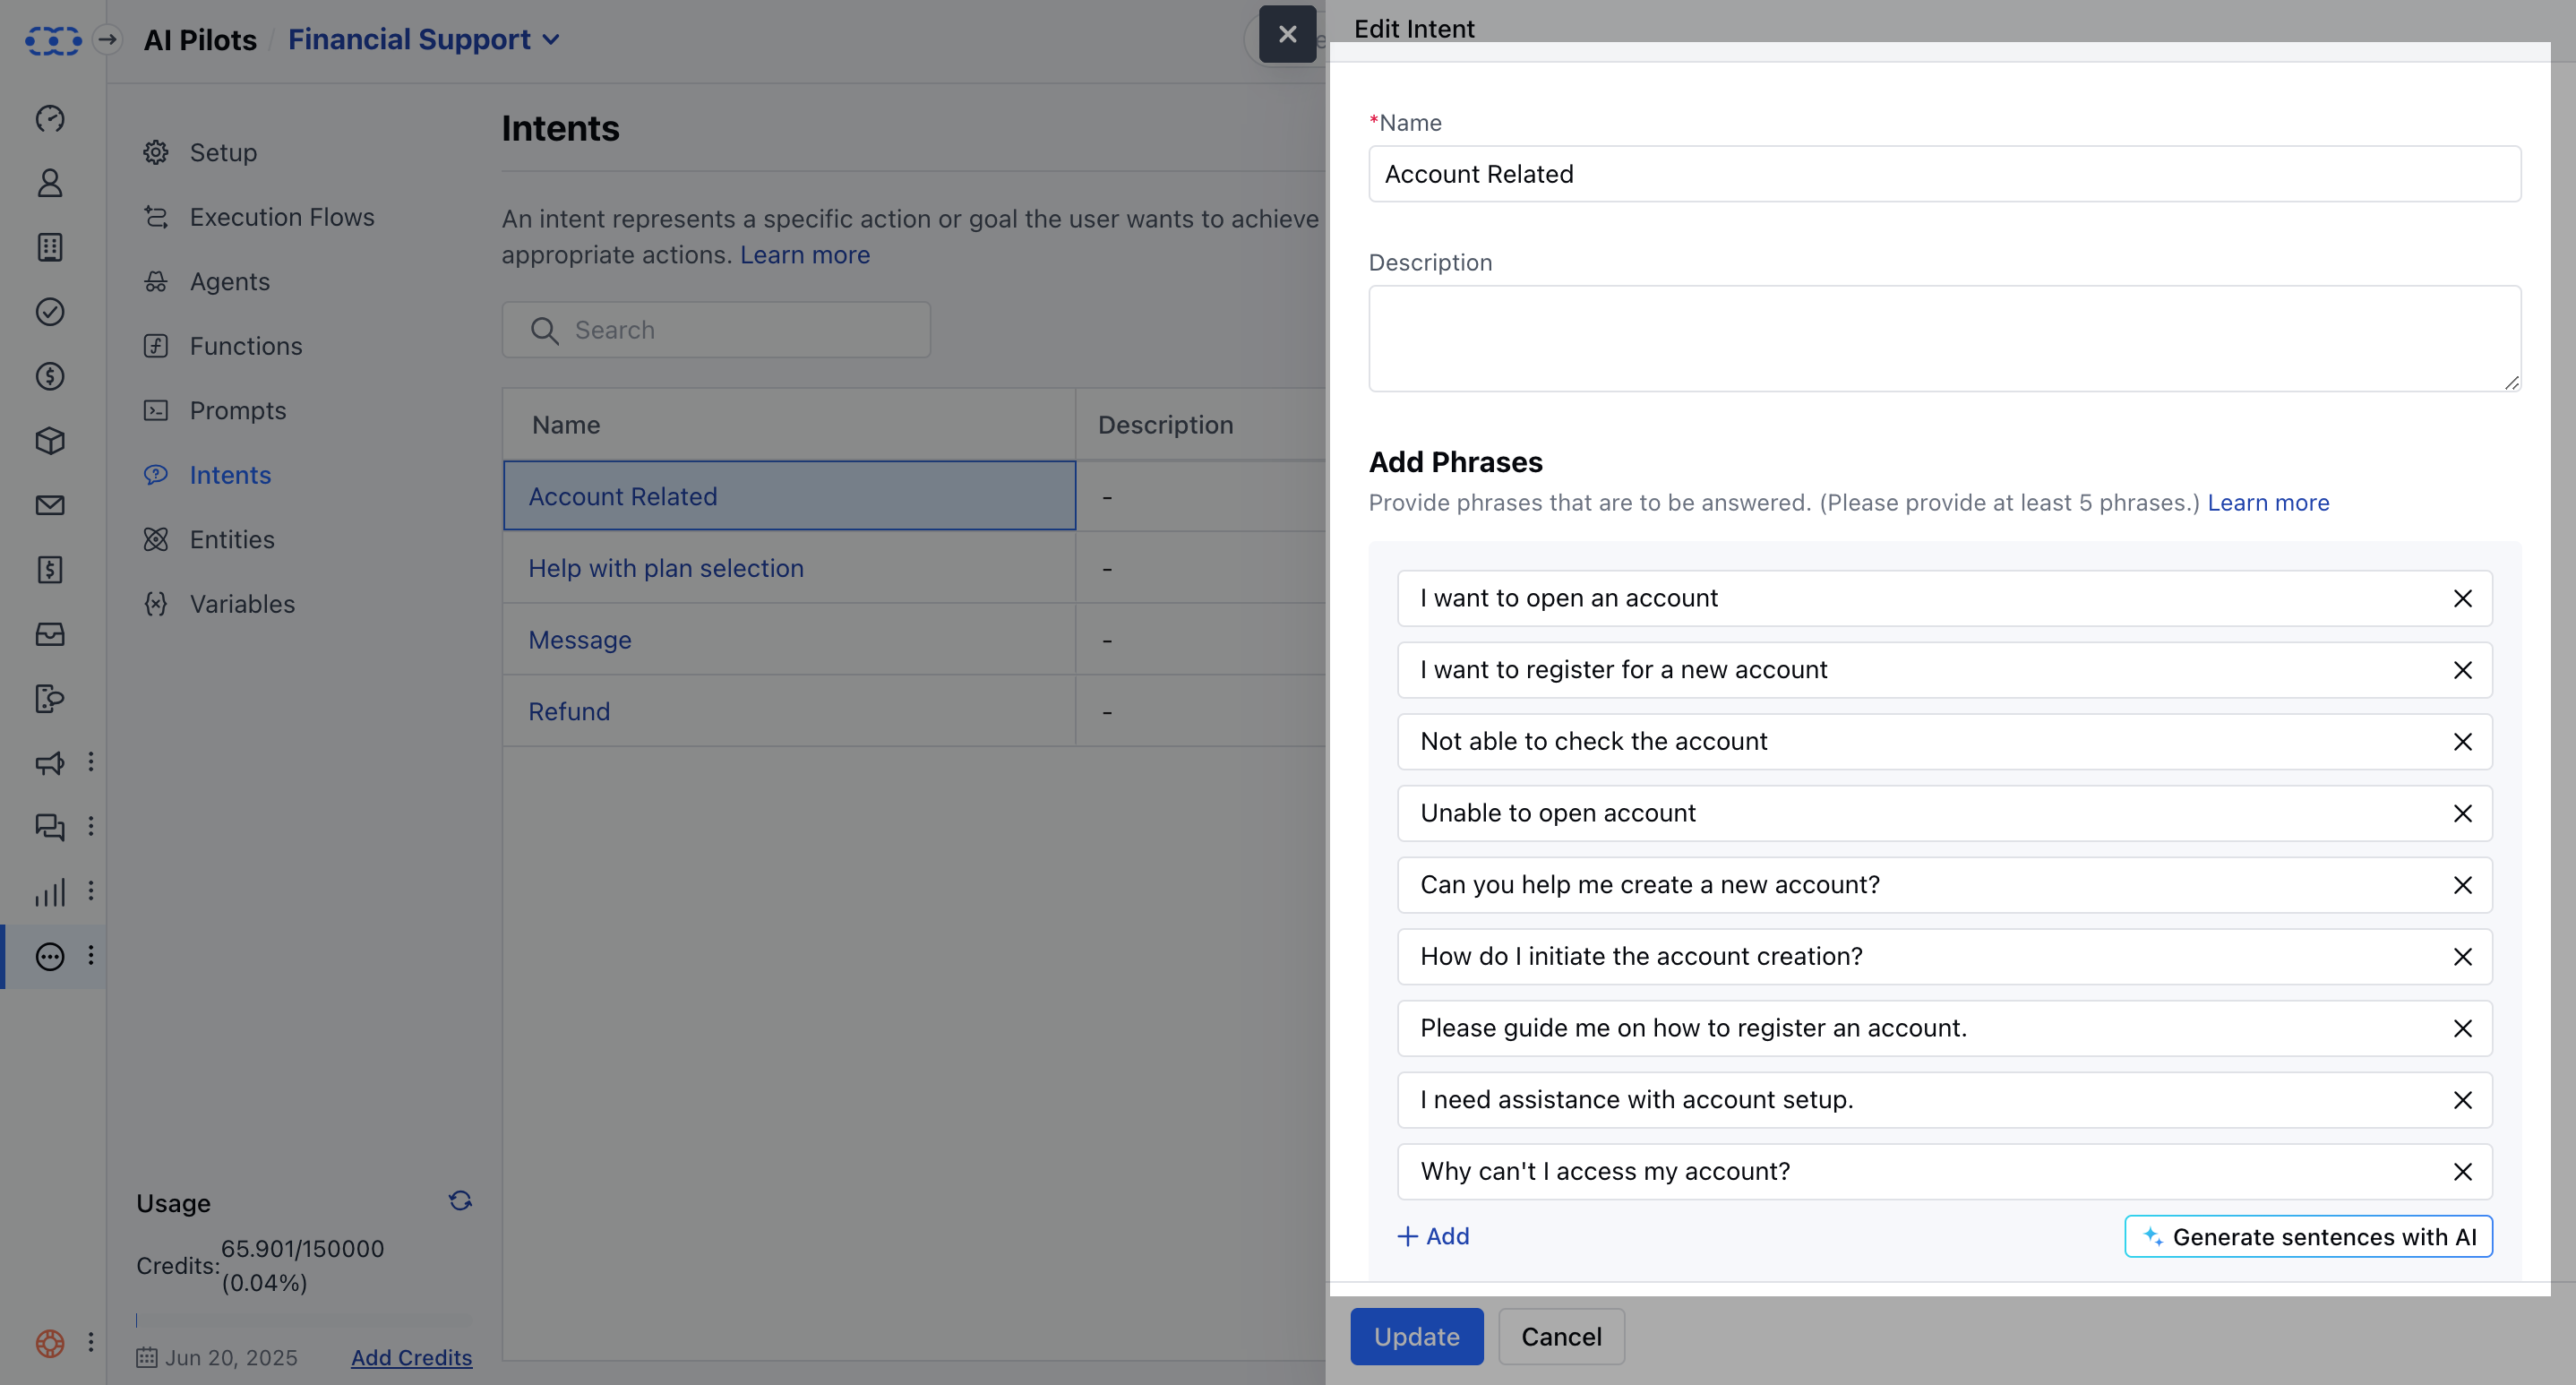 AI Pilots / Financial Support
Setup
Execution Flows
Agents
Functions
Prompts
Intents
Entities
Variables
Usage
Credits: 65.901/150000 (0.04%)
Jun 20, 2025
Add Credits
Intents
An intent represents a specific action or goal the user wants to achieve
appropriate actions. Learn more
Search
Name Description
Account Related -
Help with plan selection -
Message -
Refund -
Edit Intent
*Name
Account Related
Description
Add Phrases
Provide phrases that are to be answered. (Please provide at least 5 phrases.) Learn more
I want to open an account
I want to register for a new account
Not able to check the account
Unable to open account
Can you help me create a new account?
How do I initiate the account creation?
Please guide me on how to register an account.
I need assistance with account setup.
Why can't I access my account?
+ Add
Generate sentences with AI
Update
Cancel